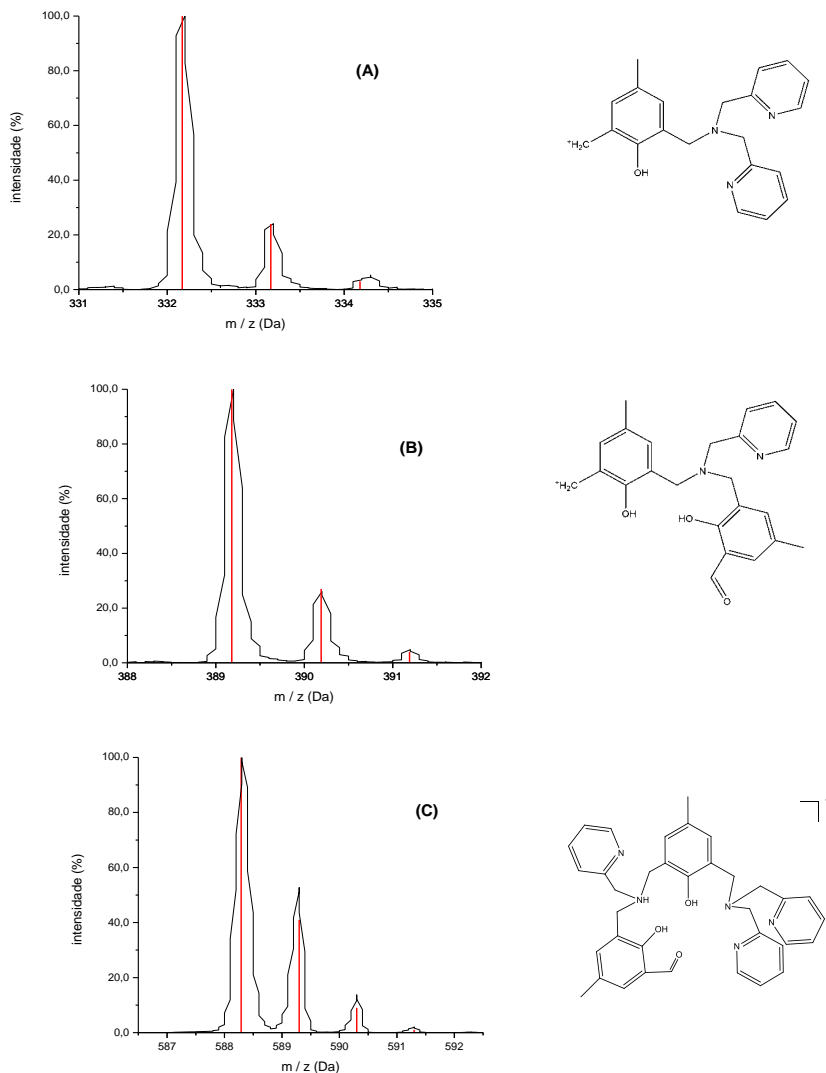 100,0
80,0
60,0
40,0
20,0
0,0
intensidade (%)
(A)
331 332 333 334 335
m / z (Da)
N
N
N
+H2C
OH
100,0
80,0
60,0
40,0
20,0
0,0
intensidade (%)
(B)
388 389 390 391 392
m / z (Da)
N
N
+H2C
OH
HO
O
100,0
80,0
60,0
40,0
20,0
0,0
intensidade (%)
(C)
587 588 589 590 591 592
m / z (Da)
N
NH
OH
N
N
N
OH
O